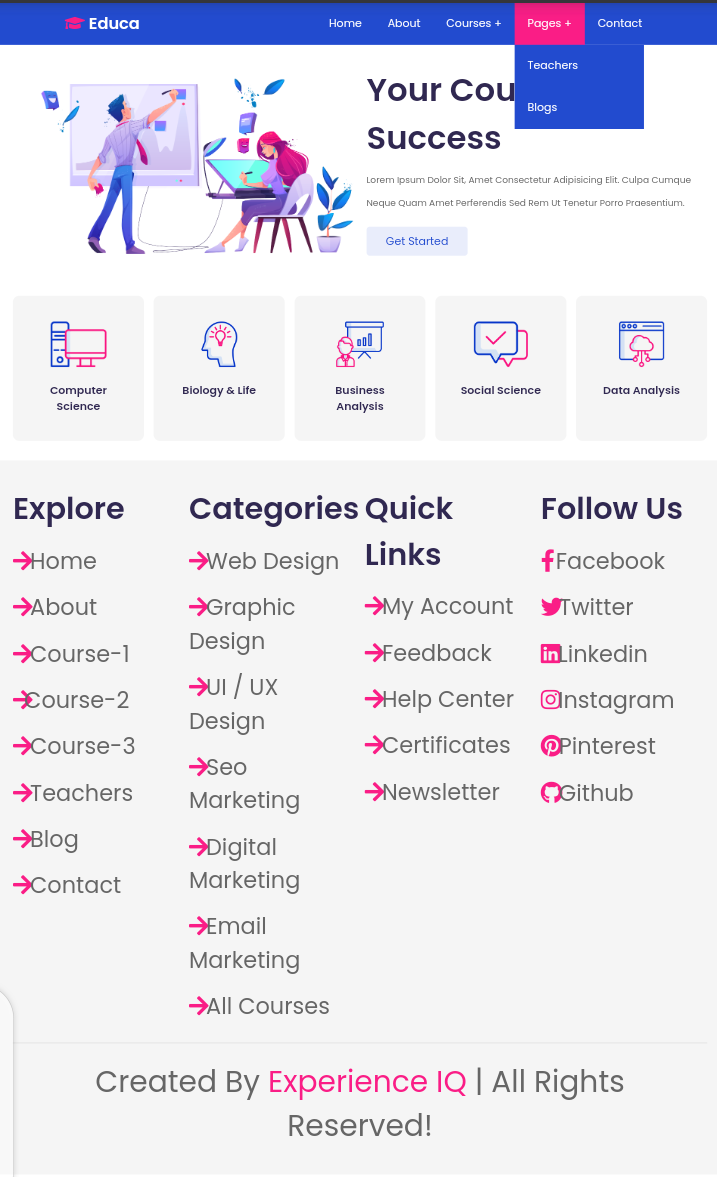 Educa
Home About Courses + Pages + Contact
Teachers
Blogs
Your Cou
Success
Lorem Ipsum Dolor Sit, Amet Consectetur Adipisicing Elit. Culpa Cumque
Neque Quam Amet Perferendis Sed Rem Ut Tenetur Porro Praesentium.
Get Started
Computer
Science
Biology & Life
Business
Analysis
Social Science
Data Analysis
Explore
Home
About
Course-1
Course-2
Course-3
Teachers
Blog
Contact
Categories
Web Design
Graphic
Design
UI / UX
Design
Seo
Marketing
Digital
Marketing
Email
Marketing
All Courses
Quick
Links
My Account
Feedback
Help Center
Certificates
Newsletter
Follow Us
Facebook
Twitter
Linkedin
Instagram
Pinterest
Github
Created By Experience IQ | All Rights
Reserved!